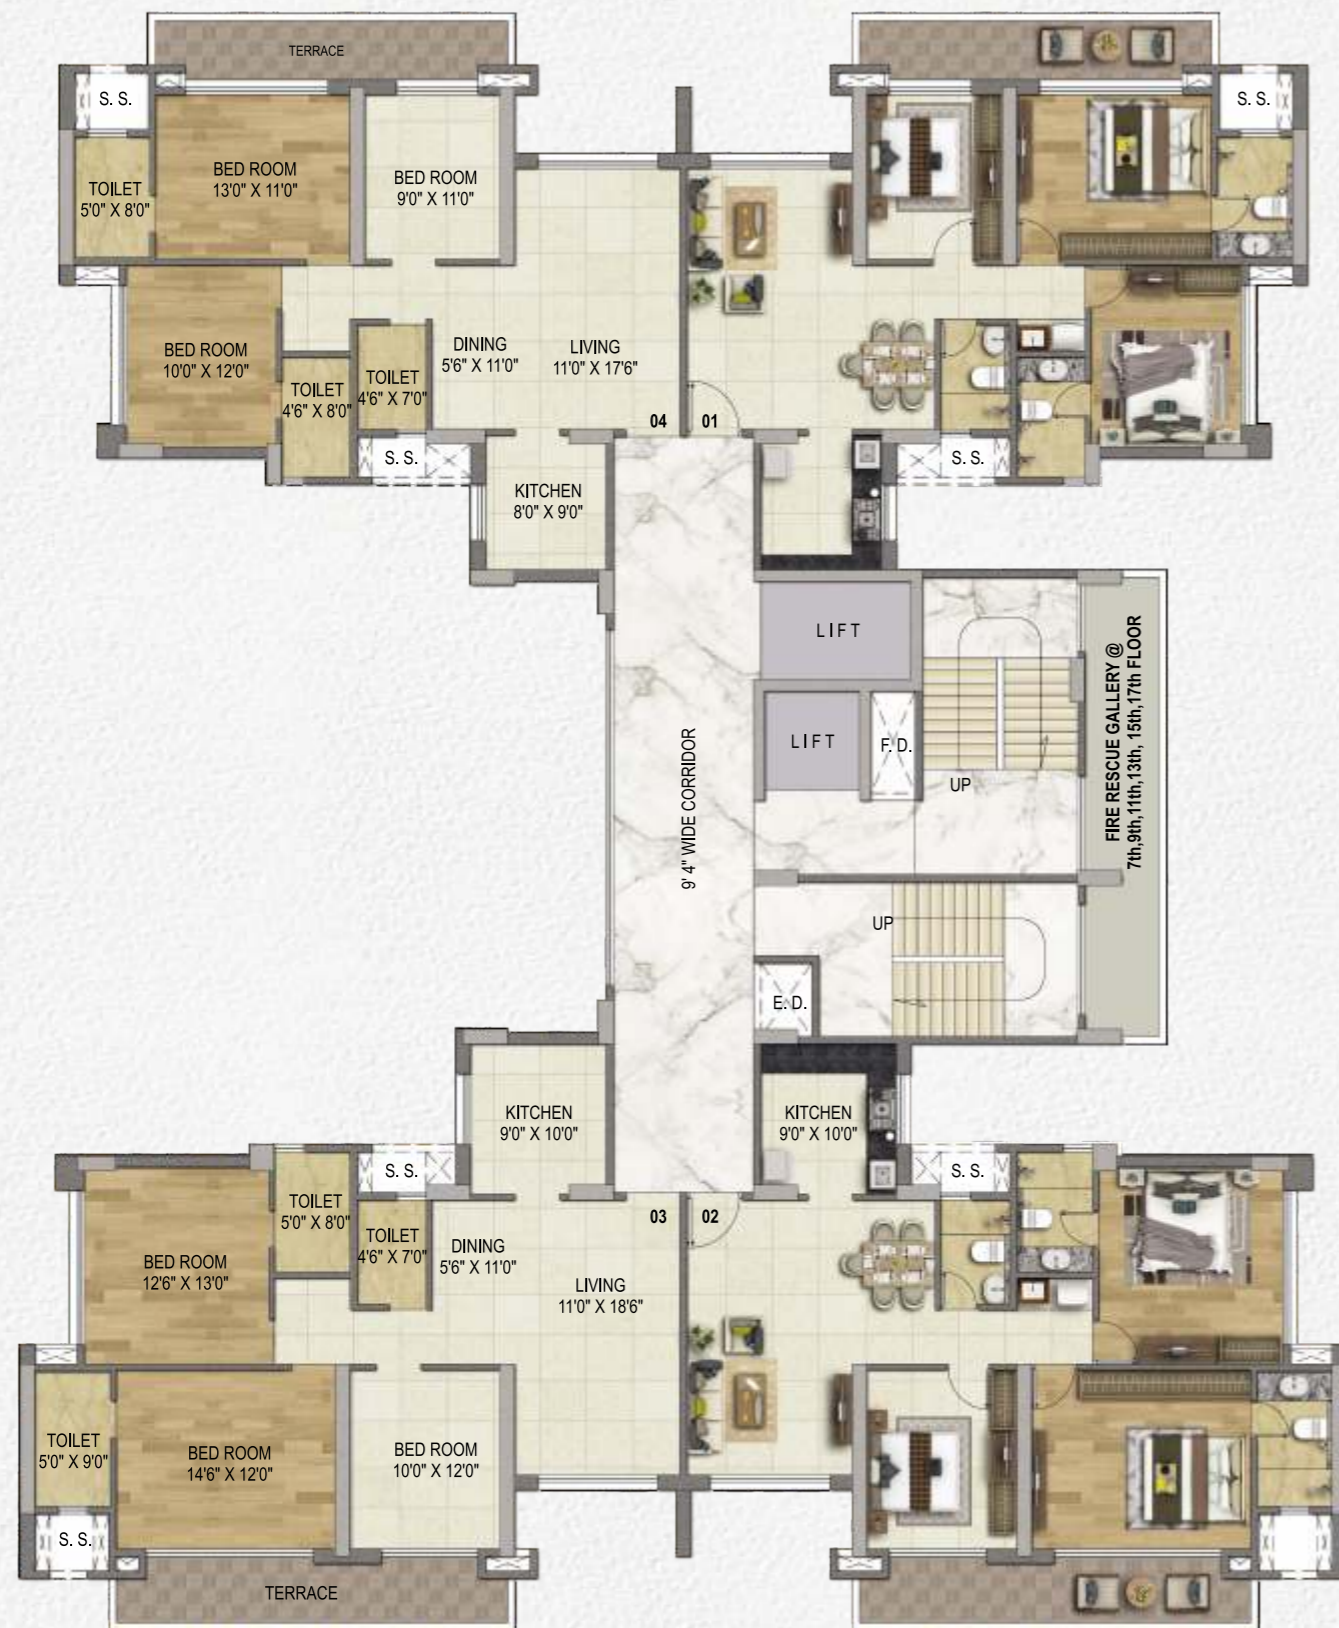 TERRACE
S. S.
S. S.
BED ROOM
13'0" X 11'0"
BED ROOM
9'0" X 11'0"
TOILET
5'0" X 8'0"
BED ROOM
10'0" X 12'0"
DINING
5'6" X 11'0"
LIVING
11'0" X 17'6"
TOILET
4'6" X 8'0"
TOILET
4'6" X 7'0"
04
01
S. S.
S. S.
KITCHEN
8'0" X 9'0"
LIFT
LIFT
F. D.
UP
FIRE RESCUE GALLERY @
7th,9th,11th,13th, 15th,17th FLOOR
9' 4" WIDE CORRIDOR
UP
E. D.
KITCHEN
9'0" X 10'0"
KITCHEN
9'0" X 10'0"
S. S.
S. S.
TOILET
5'0" X 8'0"
TOILET
4'6" X 7'0"
03
02
DINING
5'6" X 11'0"
BED ROOM
12'6" X 13'0"
LIVING
11'0" X 18'6"
TOILET
5'0" X 9'0"
BED ROOM
14'6" X 12'0"
BED ROOM
10'0" X 12'0"
S. S.
TERRACE